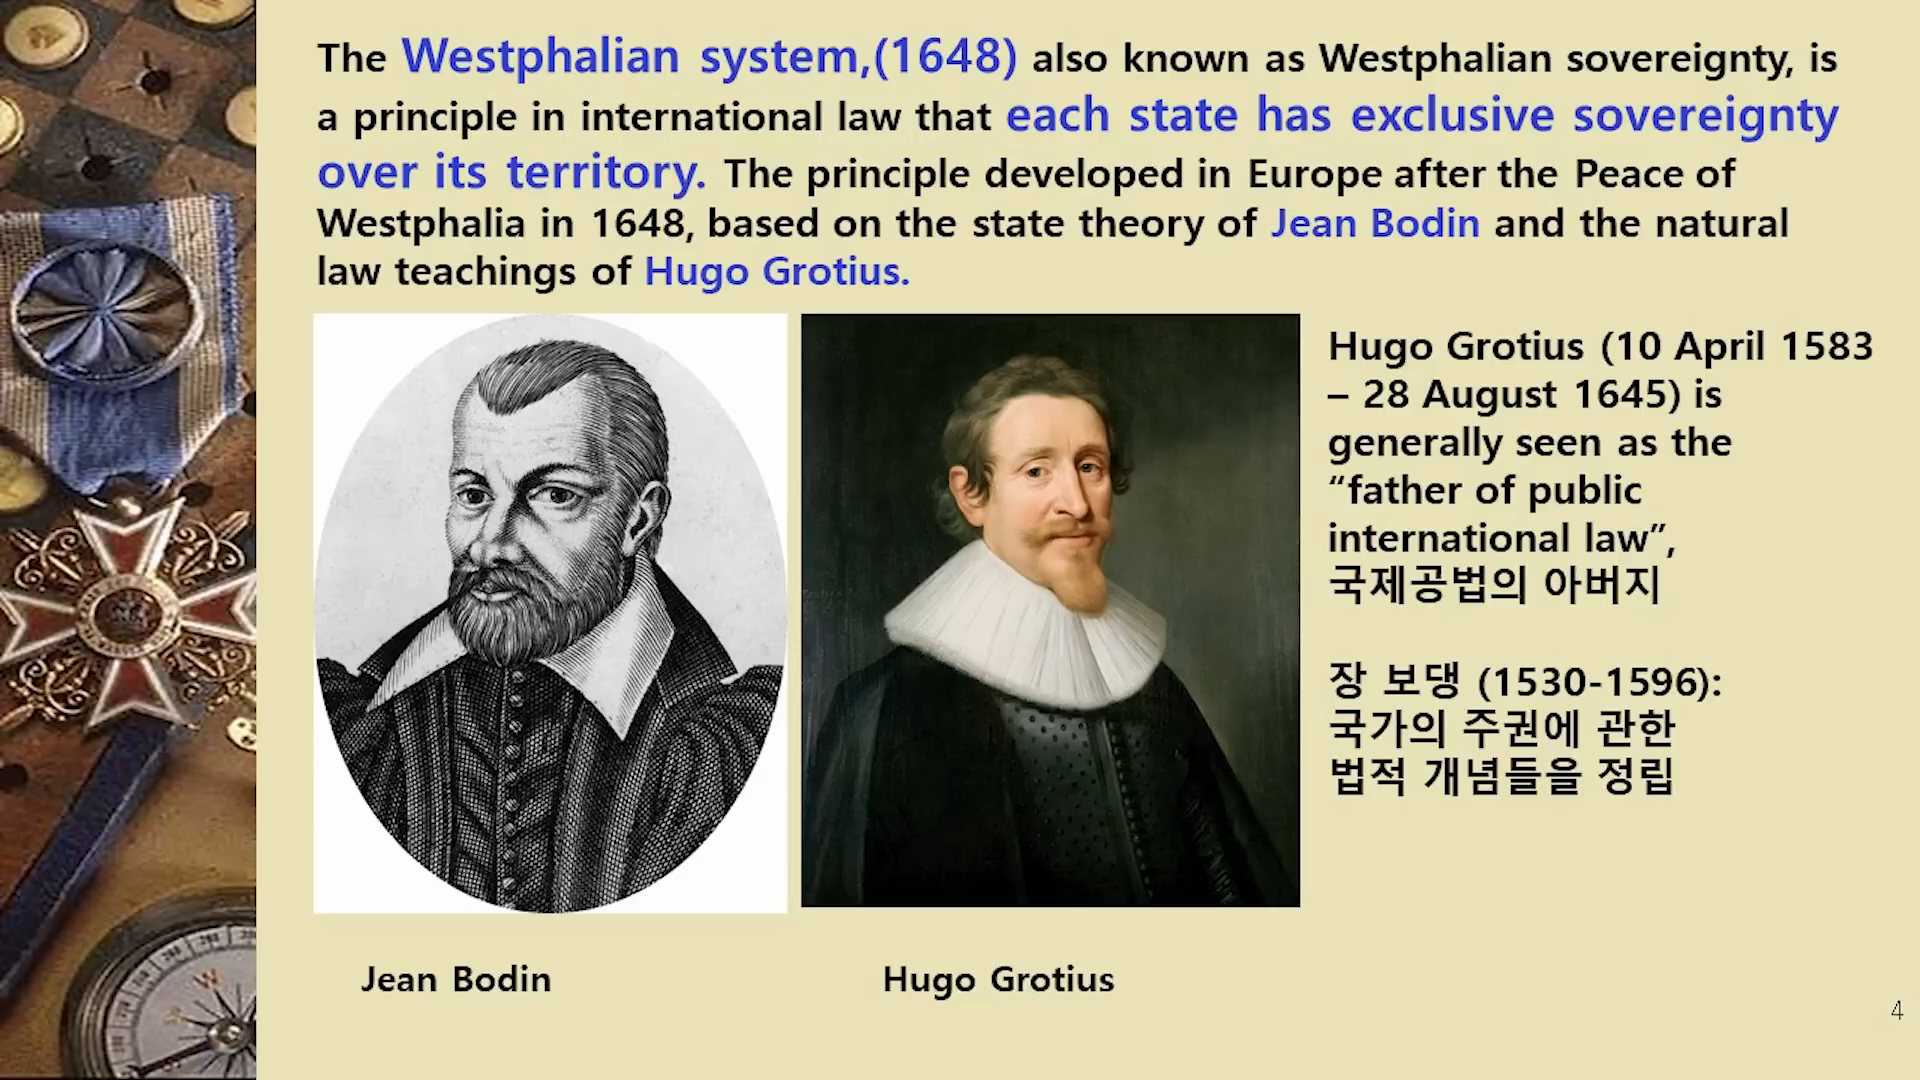 The Westphalian system,(1648) also known as Westphalian sovereignty, is
a principle in international law that each state has exclusive sovereignty
over its territory. The principle developed in Europe after the Peace of
Westphalia in 1648, based on the state theory of Jean Bodin and the natural
law teachings of Hugo Grotius.
Hugo Grotius (10 April 1583
– 28 August 1645) is
generally seen as the
“father of public
international law”,
국제공법의 아버지
장 보댕 (1530-1596):
국가의 주권에 관한
법적 개념들을 정립
Jean Bodin
Hugo Grotius
4